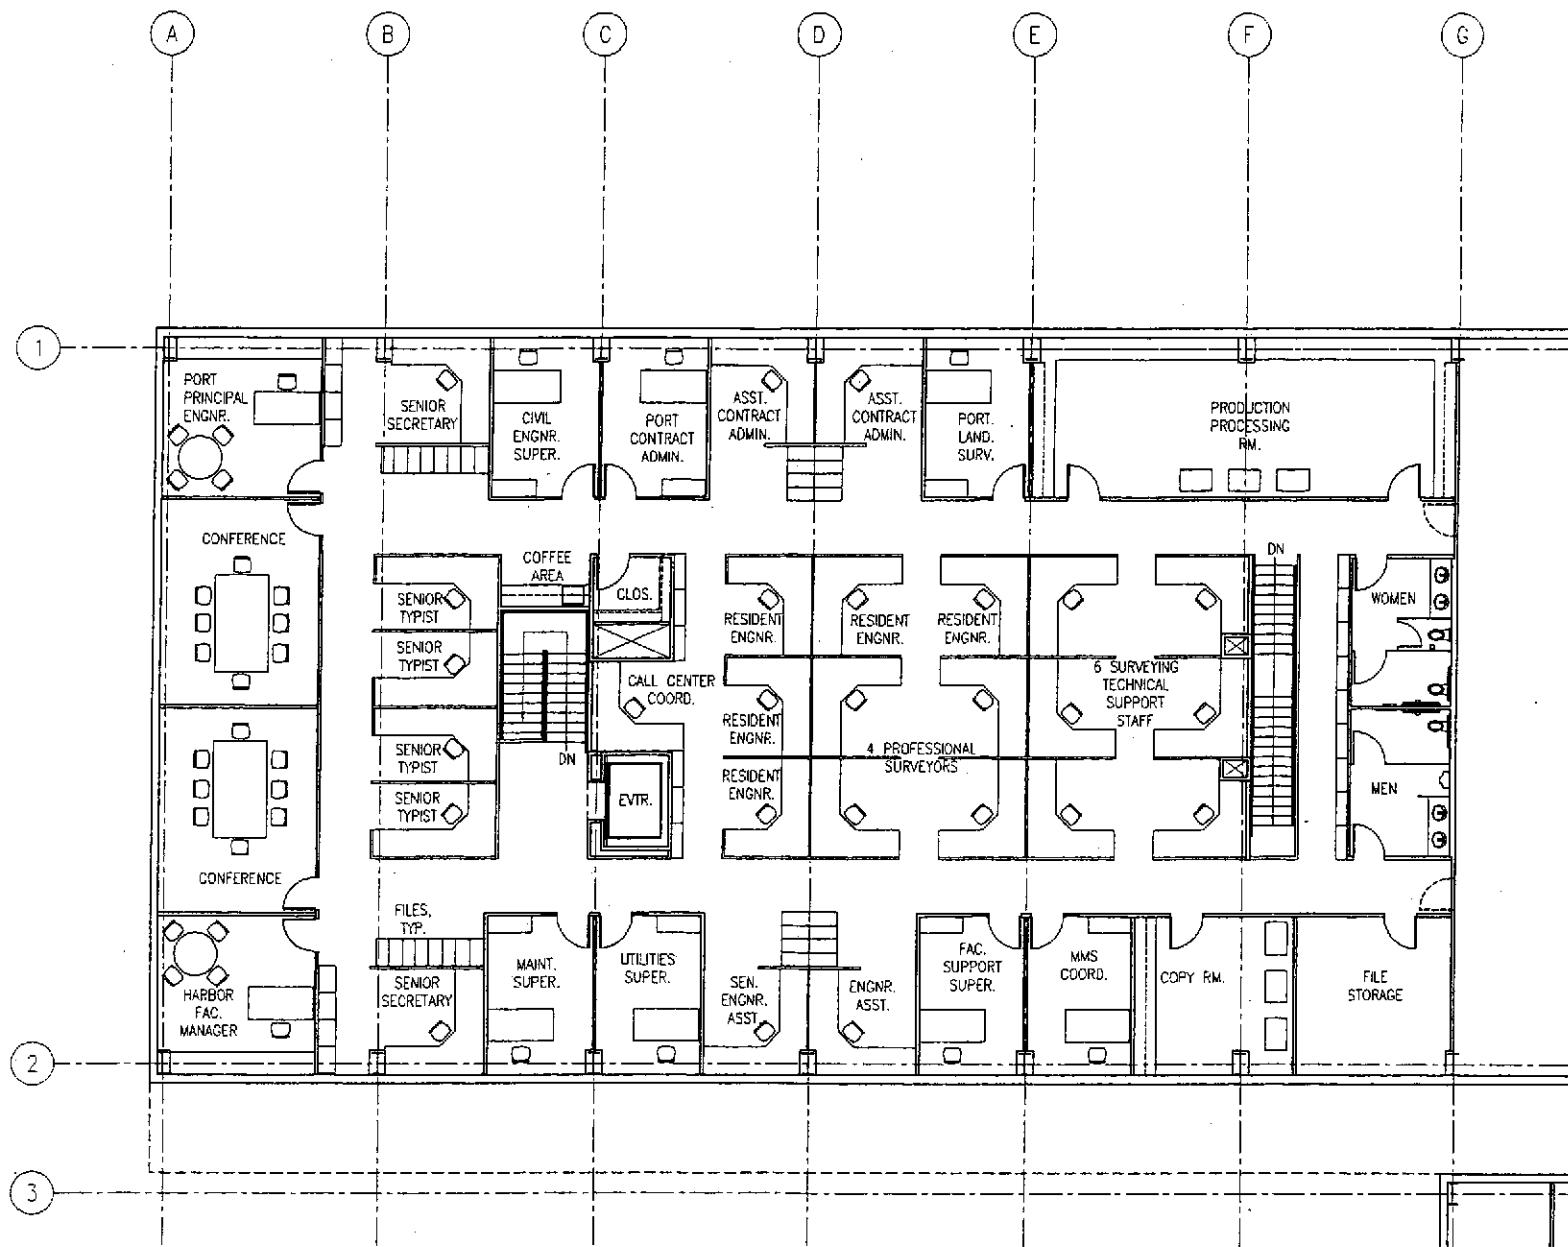 A B C D E F G
1
PORT
PRINCIPAL
ENGNR.
SENIOR
SECRETARY
CIVIL
ENGNR.
SUPER.
PORT
CONTRACT
ADMIN.
ASST.
CONTRACT
ADMIN.
ASST.
CONTRACT
ADMIN.
PORT.
LAND.
SURV.
PRODUCTION
PROCESSING
RM.
CONFERENCE
COFFEE
AREA
CLOS.
SENIOR
TYPIST
SENIOR
TYPIST
SENIOR
TYPIST
SENIOR
TYPIST
DN
CALL CENTER
COORD.
EVTR.
RESIDENT
ENGNR.
RESIDENT
ENGNR.
RESIDENT
ENGNR.
RESIDENT
ENGNR.
RESIDENT
ENGNR.
4 PROFESSIONAL
SURVEYORS
6 SURVEYING
TECHNICAL
SUPPORT
STAFF
DN
WOMEN
MEN
CONFERENCE
FILES,
TYP.
HARBOR
FAC.
MANAGER
SENIOR
SECRETARY
MAINT.
SUPER.
UTILITIES
SUPER.
SEN.
ENGNR.
ASST.
ENGNR.
ASST.
FAC.
SUPPORT
SUPER.
MMS
COORD.
COPY RM.
FILE
STORAGE
2
3